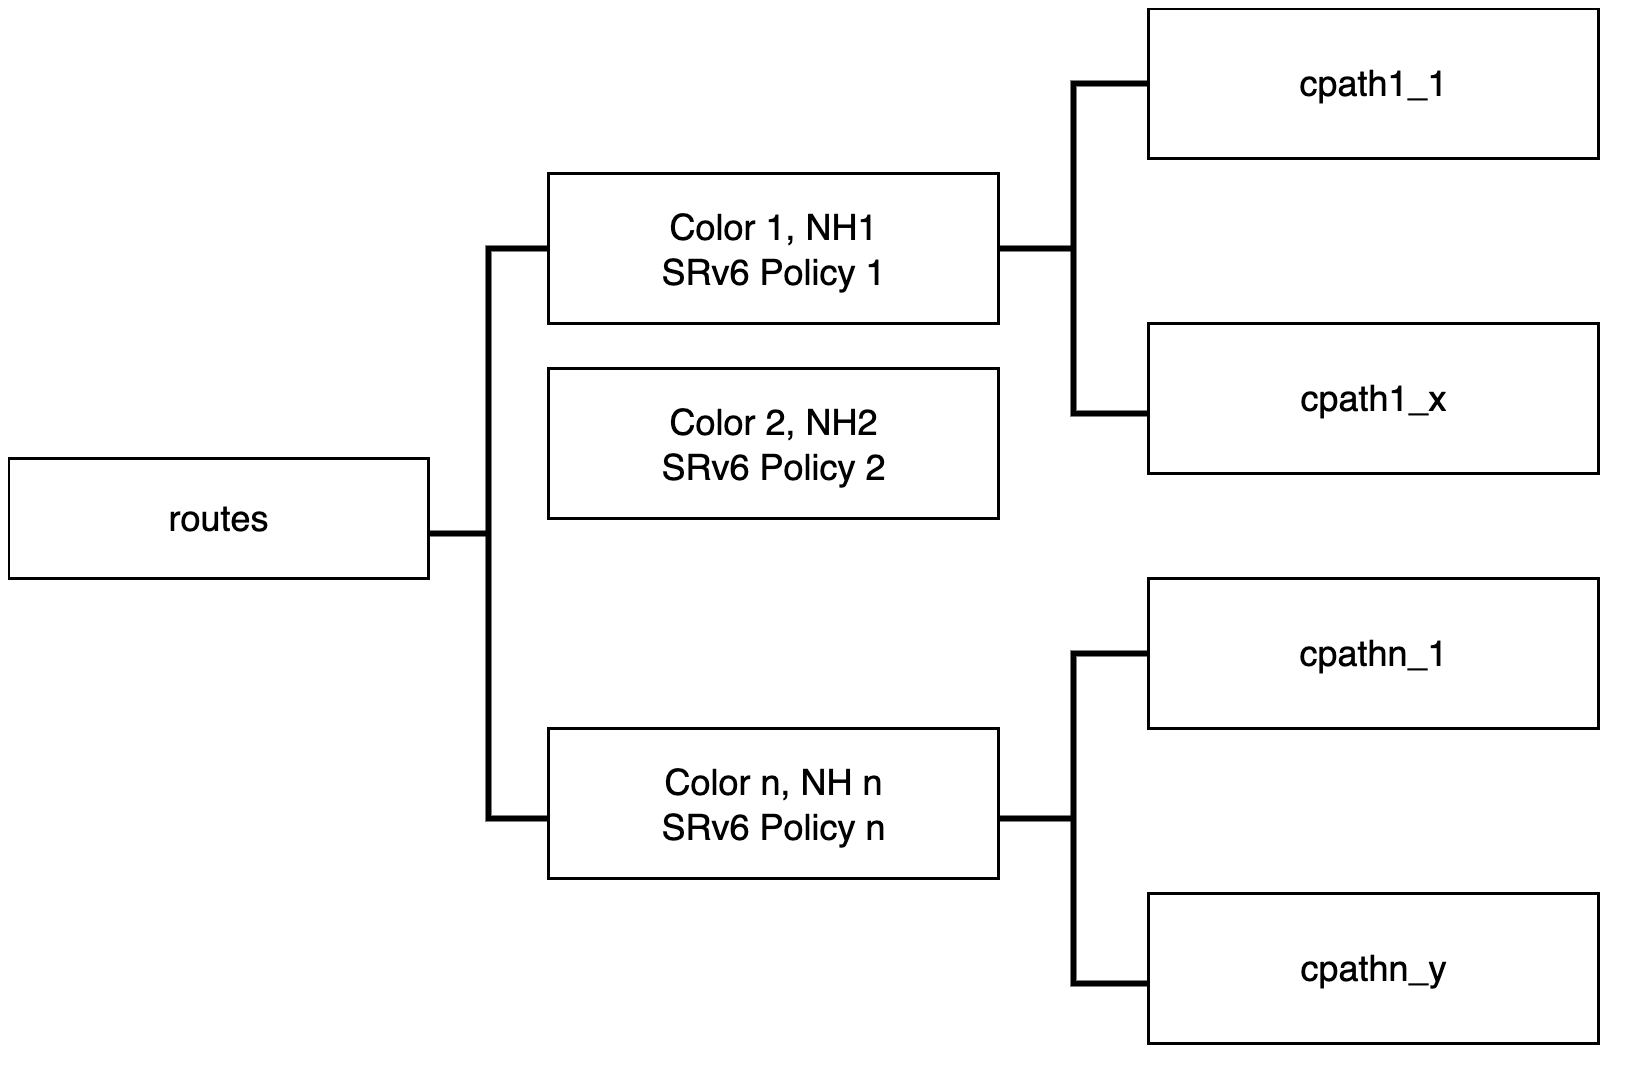 routes
Color 1, NH1
SRv6 Policy 1
Color 2, NH2
SRv6 Policy 2
Color n, NH n
SRv6 Policy n
cpath1_1
cpath1_x
cpathn_1
cpathn_y